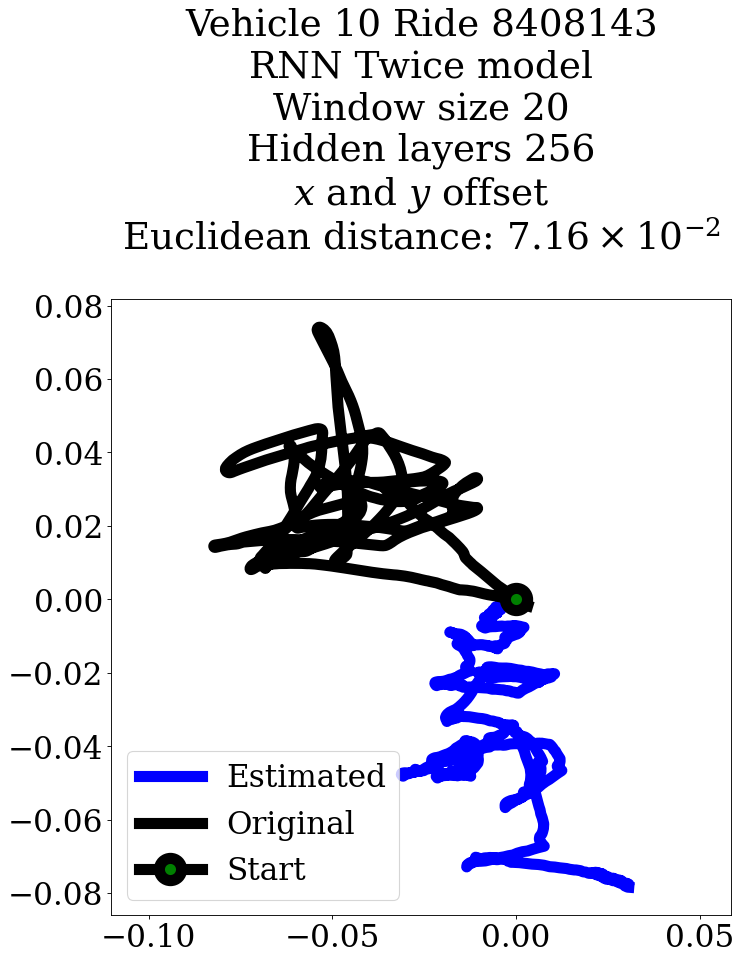 Vehicle 10 Ride 8408143
RNN Twice model
Window size 20
Hidden layers 256
x and y offset
Euclidean distance: 7.16 × 10⁻²
0.08
0.06
0.04
0.02
0.00
−0.02
−0.04
−0.06
−0.08
Estimated
Original
Start
−0.10
−0.05
0.00
0.05